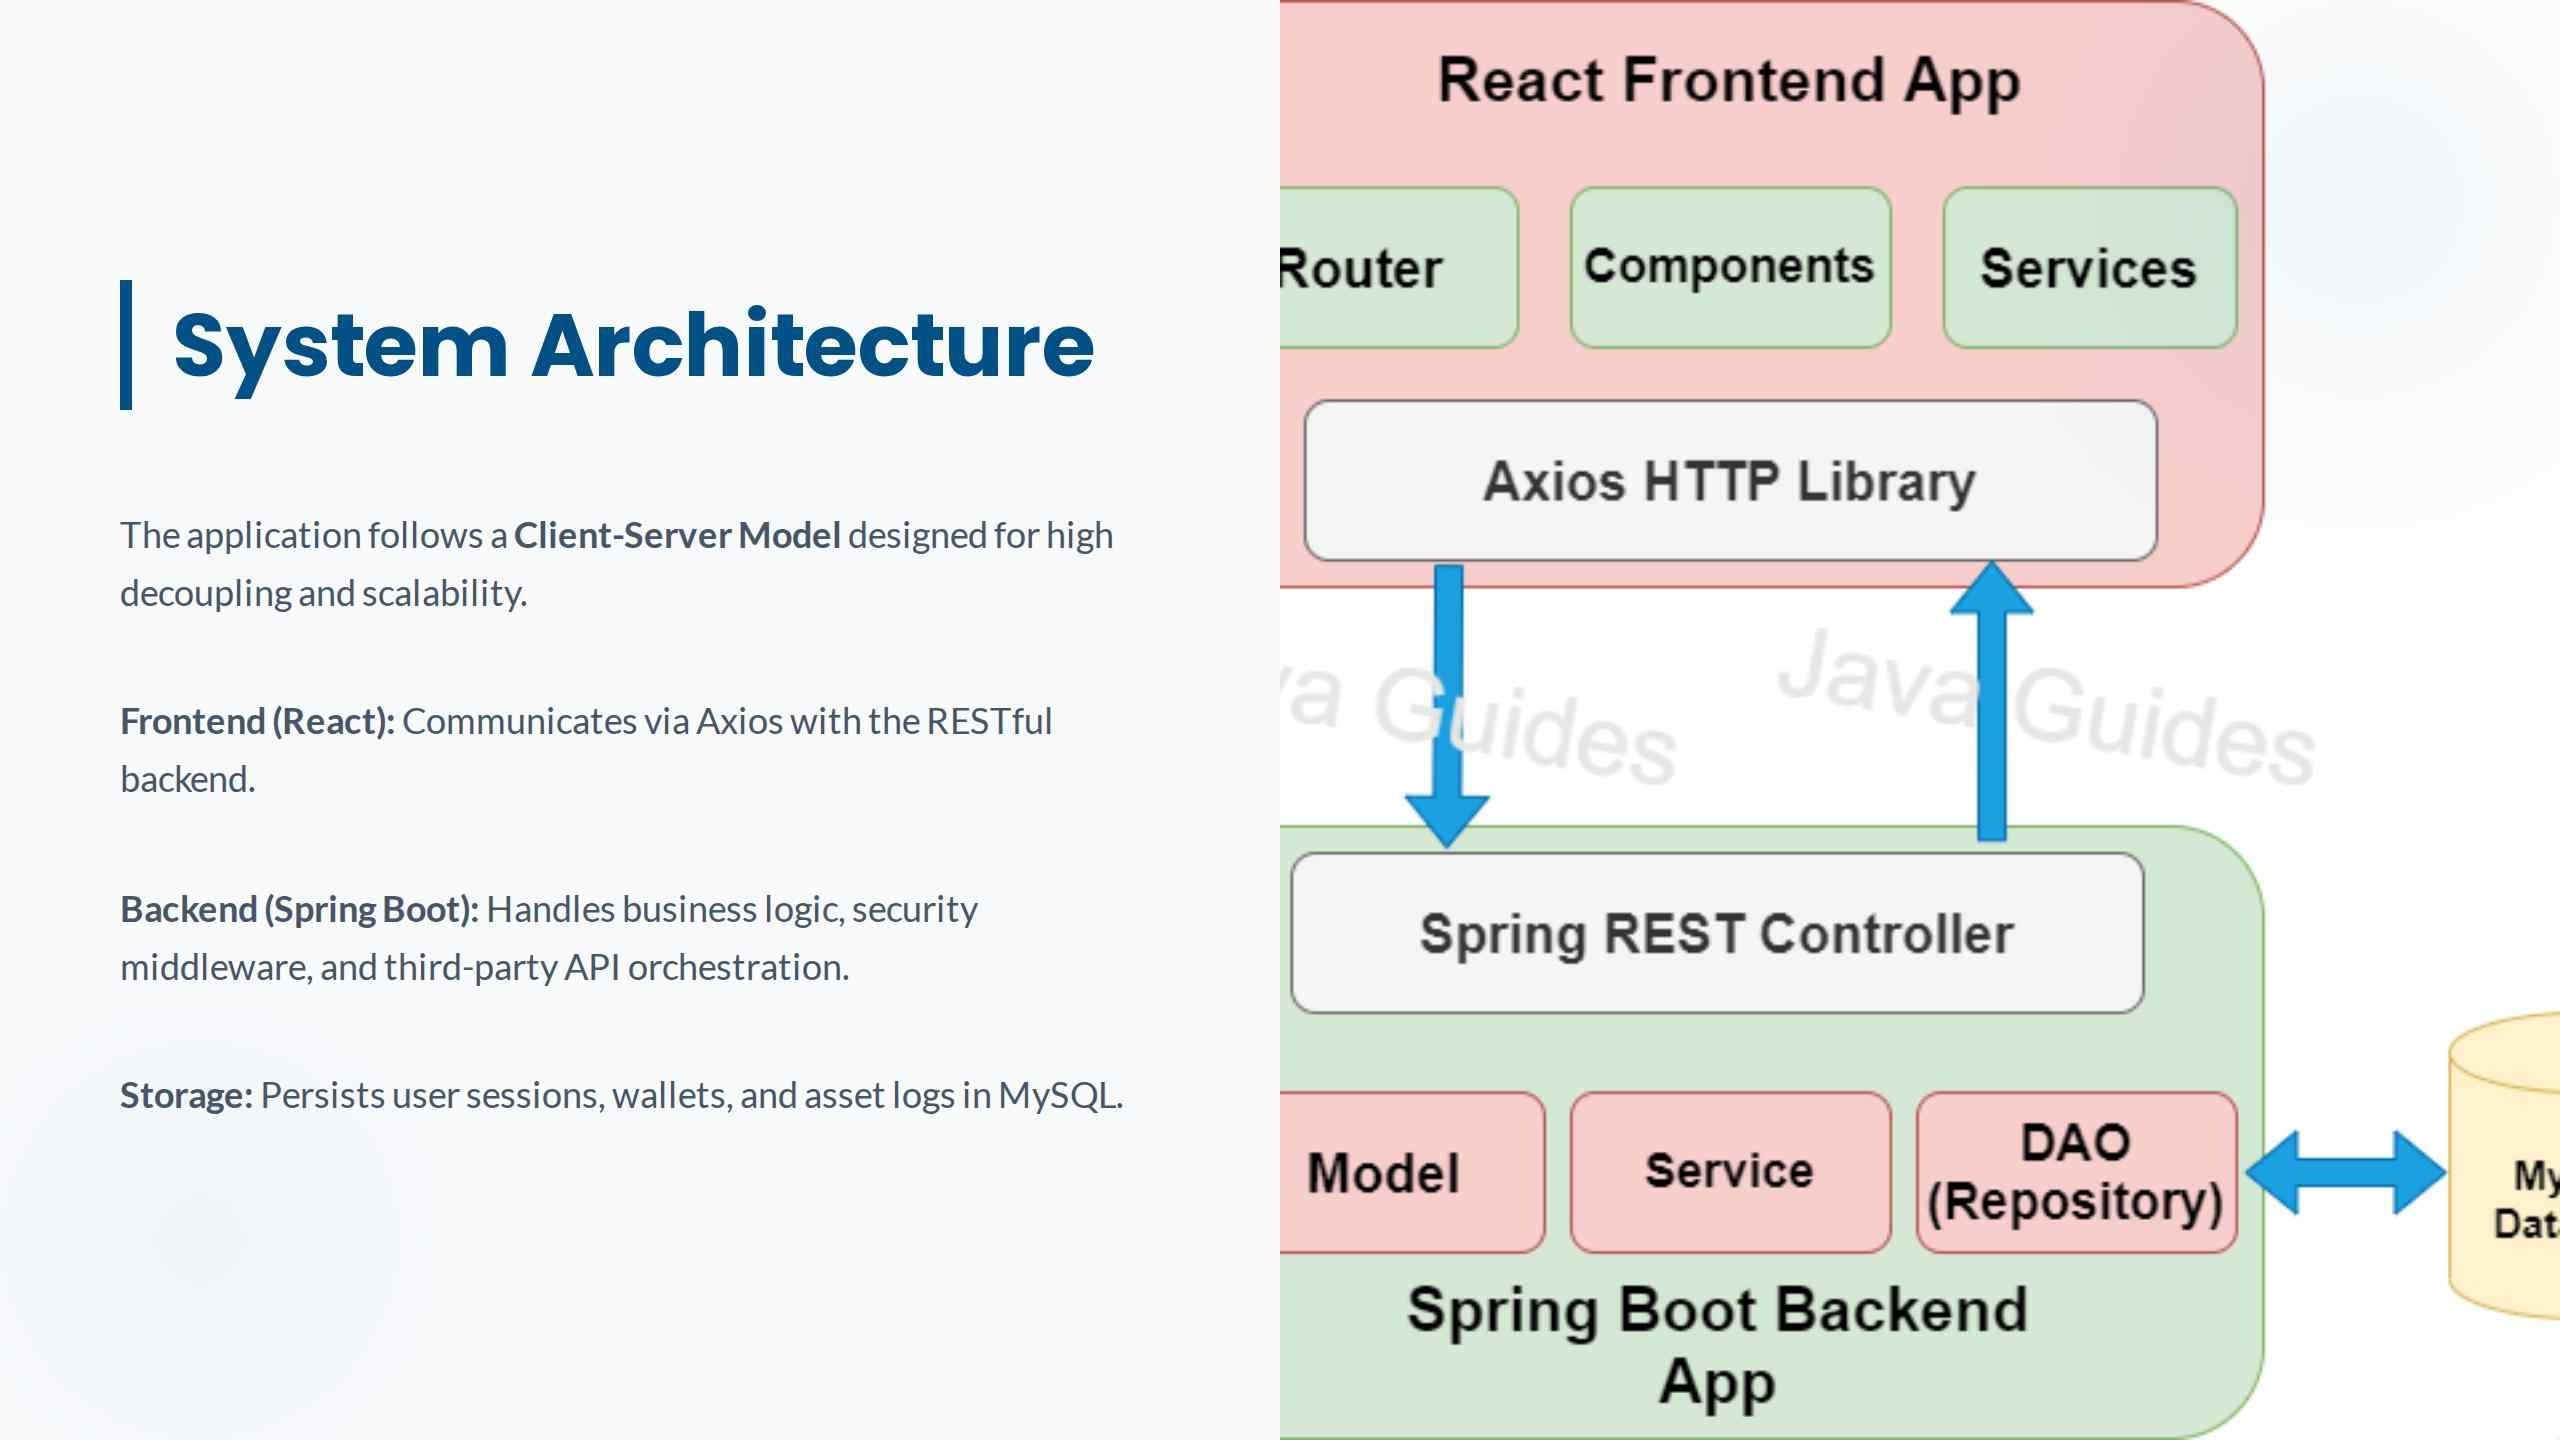 System Architecture
The application follows a Client-Server Model designed for high
decoupling and scalability.
Frontend (React): Communicates via Axios with the RESTful
backend.
Backend (Spring Boot): Handles business logic, security
middleware, and third-party API orchestration.
Storage: Persists user sessions, wallets, and asset logs in MySQL.
React Frontend App
Router
Components
Services
Axios HTTP Library
Guides
Java Guides
Spring REST Controller
Model
Service
DAO
(Repository)
Spring Boot Backend
App